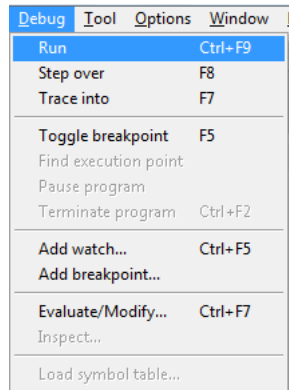 Debug Tool Options Window
Run Ctrl+F9
Step over F8
Trace into F7
Toggle breakpoint F5
Find execution point
Pause program
Terminate program Ctrl+F2
Add watch... Ctrl+F5
Add breakpoint...
Evaluate/Modify... Ctrl+F7
Inspect...
Load symbol table...